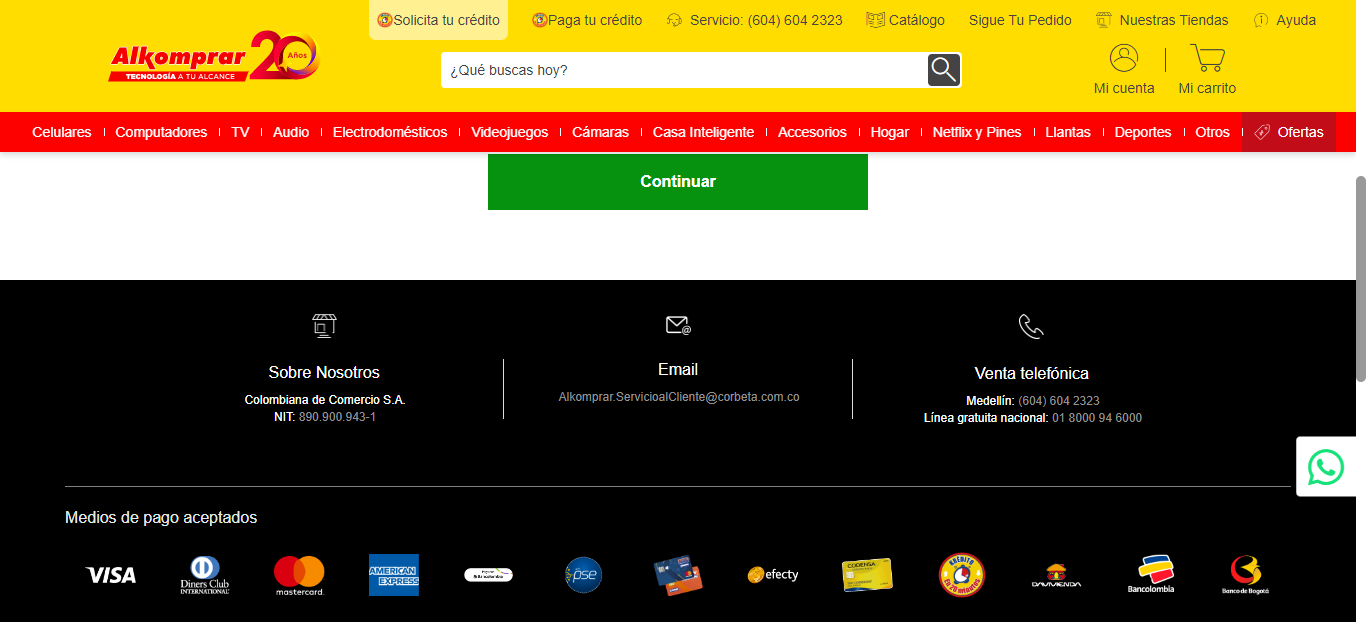 Solicita tu crédito
Paga tu crédito
Servicio: (604) 604 2323
Catálogo
Sigue Tu Pedido
Nuestras Tiendas
Ayuda
Alkomprar 20 Años
TECNOLOGÍA A TU ALCANCE
¿Qué buscas hoy?
Mi cuenta
Mi carrito
Celulares
Computadores
TV
Audio
Electrodomésticos
Videojuegos
Cámaras
Casa Inteligente
Accesorios
Hogar
Netflix y Pines
Llantas
Deportes
Otros
Ofertas
Continuar
Sobre Nosotros
Colombiana de Comercio S.A.
NIT: 890.900.943-1
Email
Alkomprar.ServicioalCliente@corbeta.com.co
Venta telefónica
Medellín: (604) 604 2323
Línea gratuita nacional: 01 8000 94 6000
Medios de pago aceptados
VISA
Diners Club
INTERNATIONAL
mastercard.
AMERICAN
EXPRESS
pse
efecty
CODENSA
CRÉDITO
En 20 minutos
DAVIVIENDA
Bancolombia
Banco de Bogotá